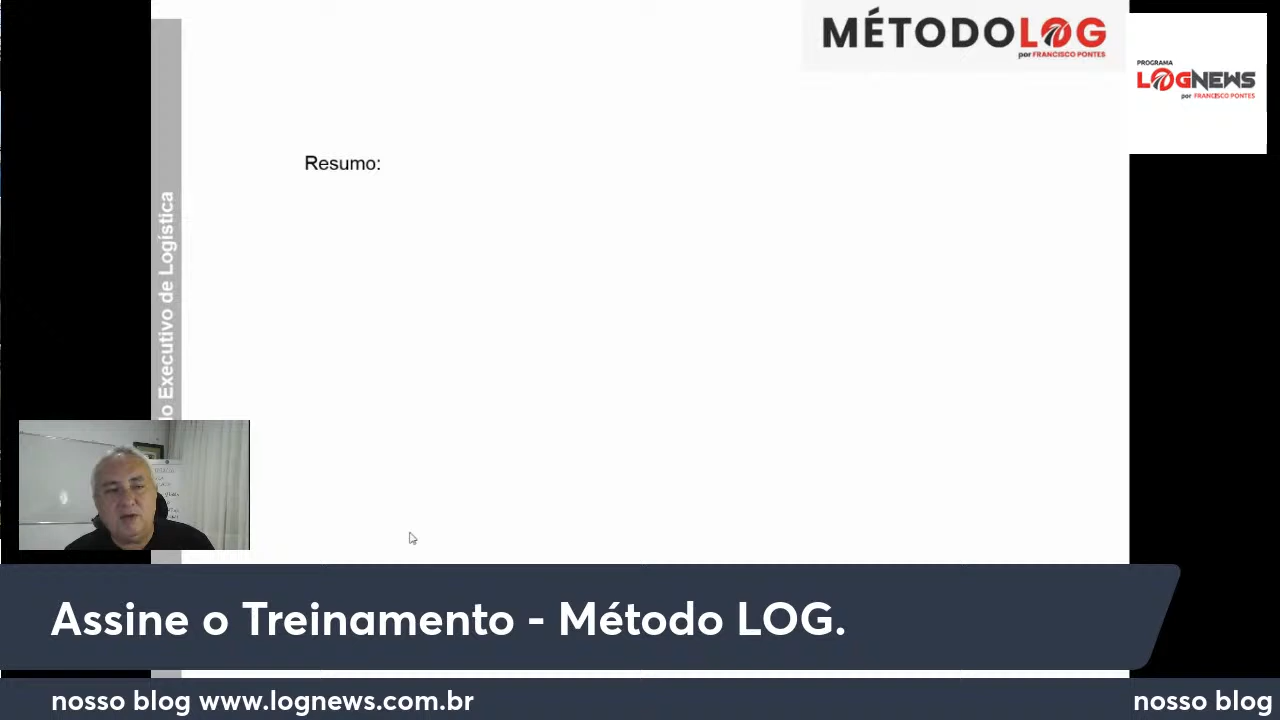 MÉTODOLOG
por FRANCISCO PONTES
PROGRAMA
LOGNEWS
por FRANCISCO PONTES
Resumo:
Executivo de Logística
Assine o Treinamento - Método LOG.
nosso blog www.lognews.com.br
nosso blog